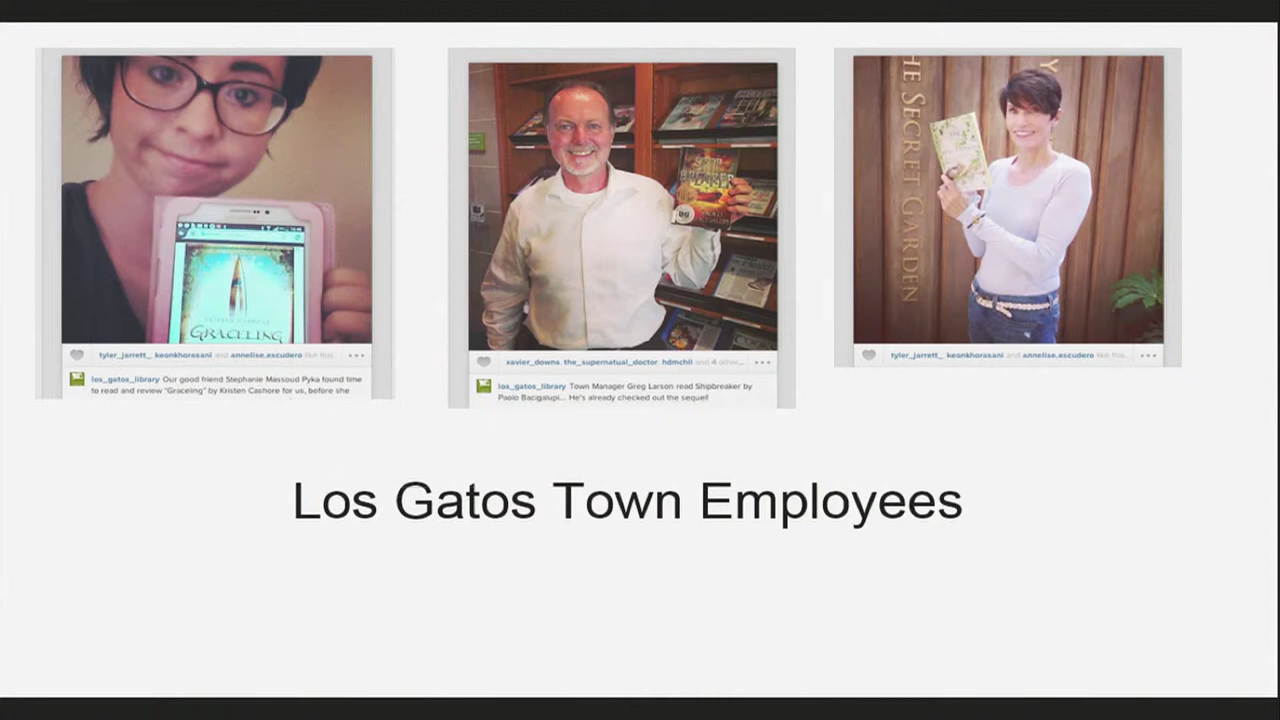 GRACELING
tyler_jarrett_, keonkhorasani and annelise.escudero like this.
los_gatos_library Our good friend Stephanie Massoud Pyka found time
to read and review "Graceling" by Kristen Cashore for us, before she
SHIP
BREAKER
PAOLO
xavier_downs, the_supernatual_doctor, hdmchll and 4 other...
los_gatos_library Town Manager Greg Larson read Shipbreaker by
Paolo Bacigalupi... He's already checked out the sequel!
HE SECRET GARDEN
Y
tyler_jarrett_, keonkhorasani and annelise.escudero like this.
Los Gatos Town Employees